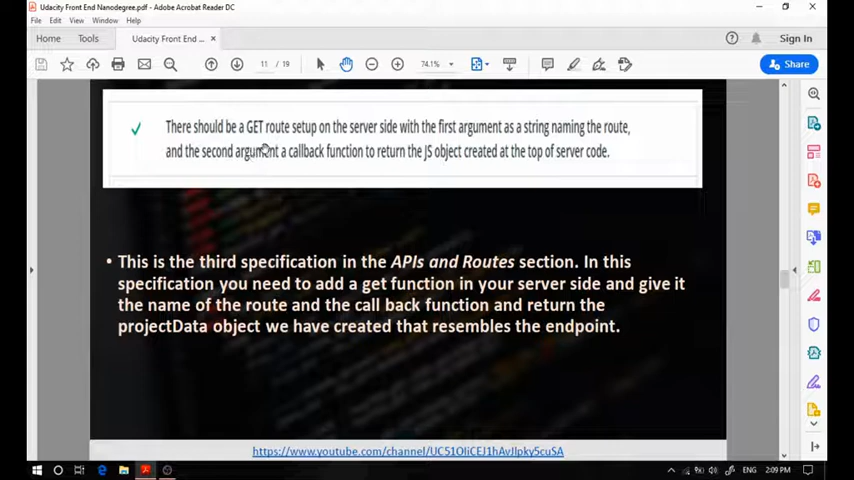 Udacity Front End Nanodegree.pdf - Adobe Acrobat Reader DC
File Edit View Window Help
Home Tools Udacity Front End ... × Sign In
11 / 19 74.1% Share
There should be a GET route setup on the server side with the first argument as a string naming the route,
and the second argument a callback function to return the JS object created at the top of server code.
• This is the third specification in the APIs and Routes section. In this
specification you need to add a get function in your server side and give it
the name of the route and the call back function and return the
projectData object we have created that resembles the endpoint.
https://www.youtube.com/channel/UC51OliCEJ1hAvJlpky5cuSA
2:09 PM